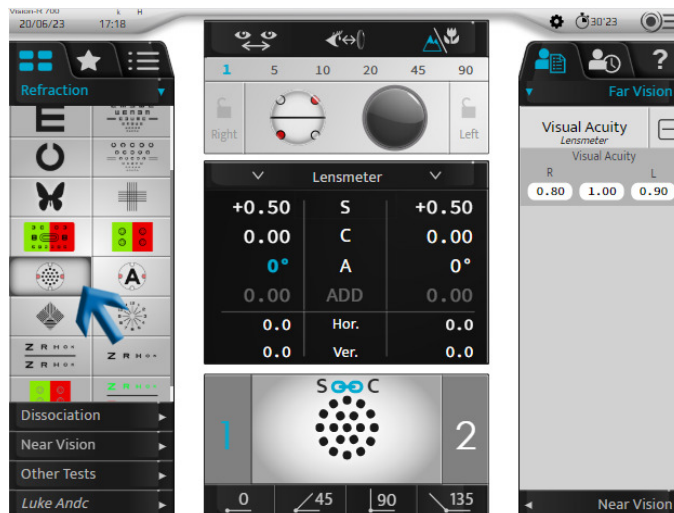 Vision-R 700
20/06/23 17:18
30'23
Refraction
E
A
Z R H O N
Z R H O N
Z R H O N
Dissociation
Near Vision
Other Tests
Luke Andc
1 5 10 20 45 90
Right Left
Lensmeter
+0.50 S +0.50
0.00 C 0.00
0° A 0°
0.00 ADD 0.00
0.0 Hor. 0.0
0.0 Ver. 0.0
S C
1 2
0 45 90 135
?
Far Vision
Visual Acuity
Lensmeter
Visual Acuity
R L
0.80 1.00 0.90
Near Vision